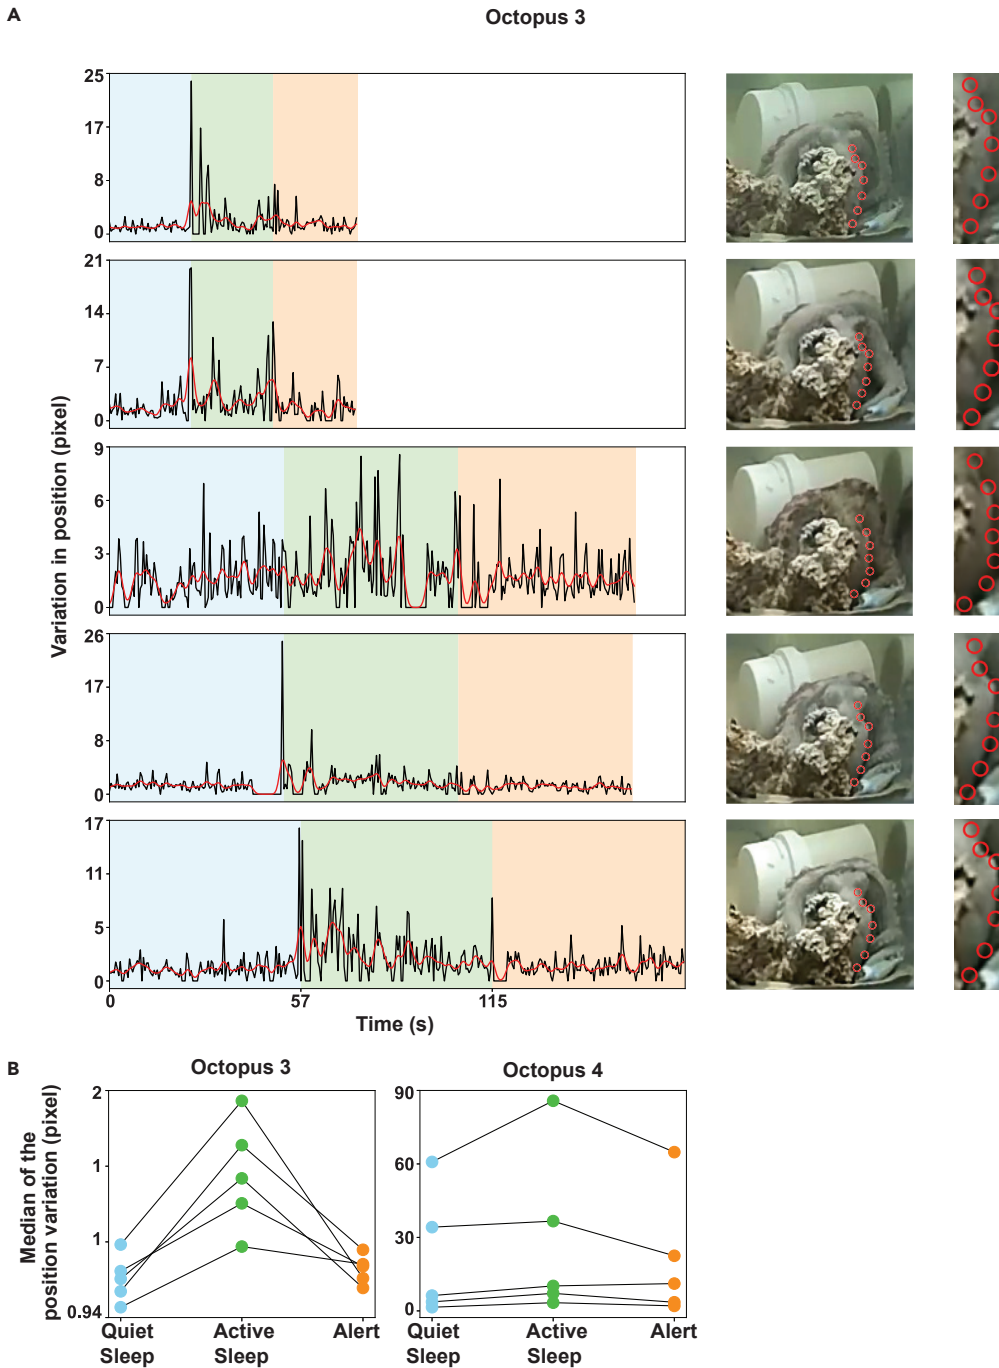 A
Octopus 3
25
17
8
0
21
14
7
0
9
6
3
0
26
17
8
0
17
11
5
0
Variation in position (pixel)
0
57
115
Time (s)
B
Octopus 3
Octopus 4
2
1
1
0.94
Median of the
position variation (pixel)
90
60
30
0
Quiet
Sleep
Active
Sleep
Alert
Quiet
Sleep
Active
Sleep
Alert